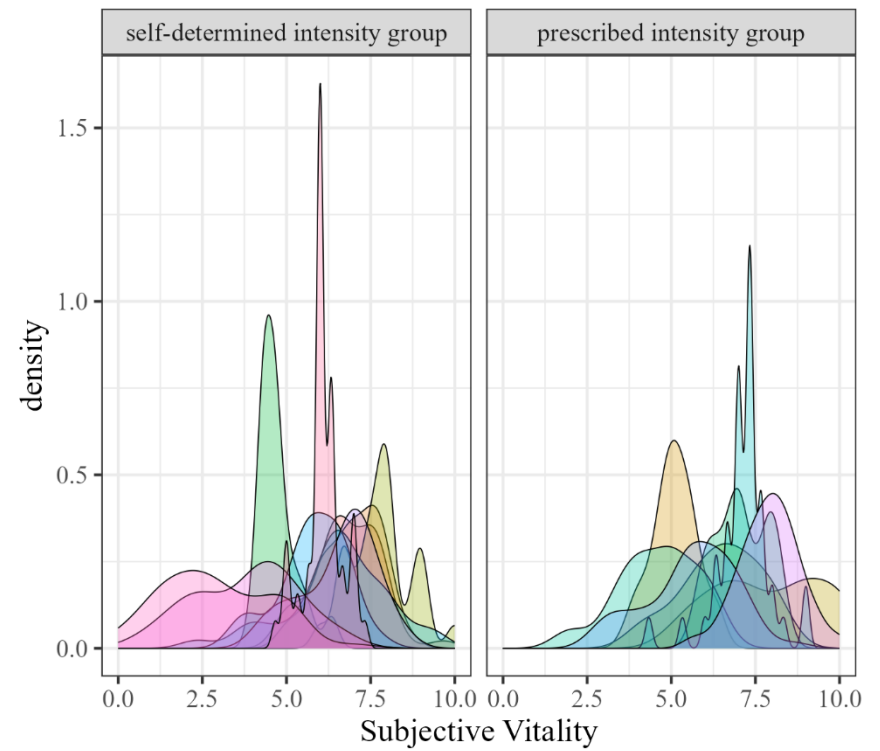 self-determined intensity group
prescribed intensity group
density
1.5
1.0
0.5
0.0
0.0 2.5 5.0 7.5 10.0
0.0 2.5 5.0 7.5 10.0
Subjective Vitality